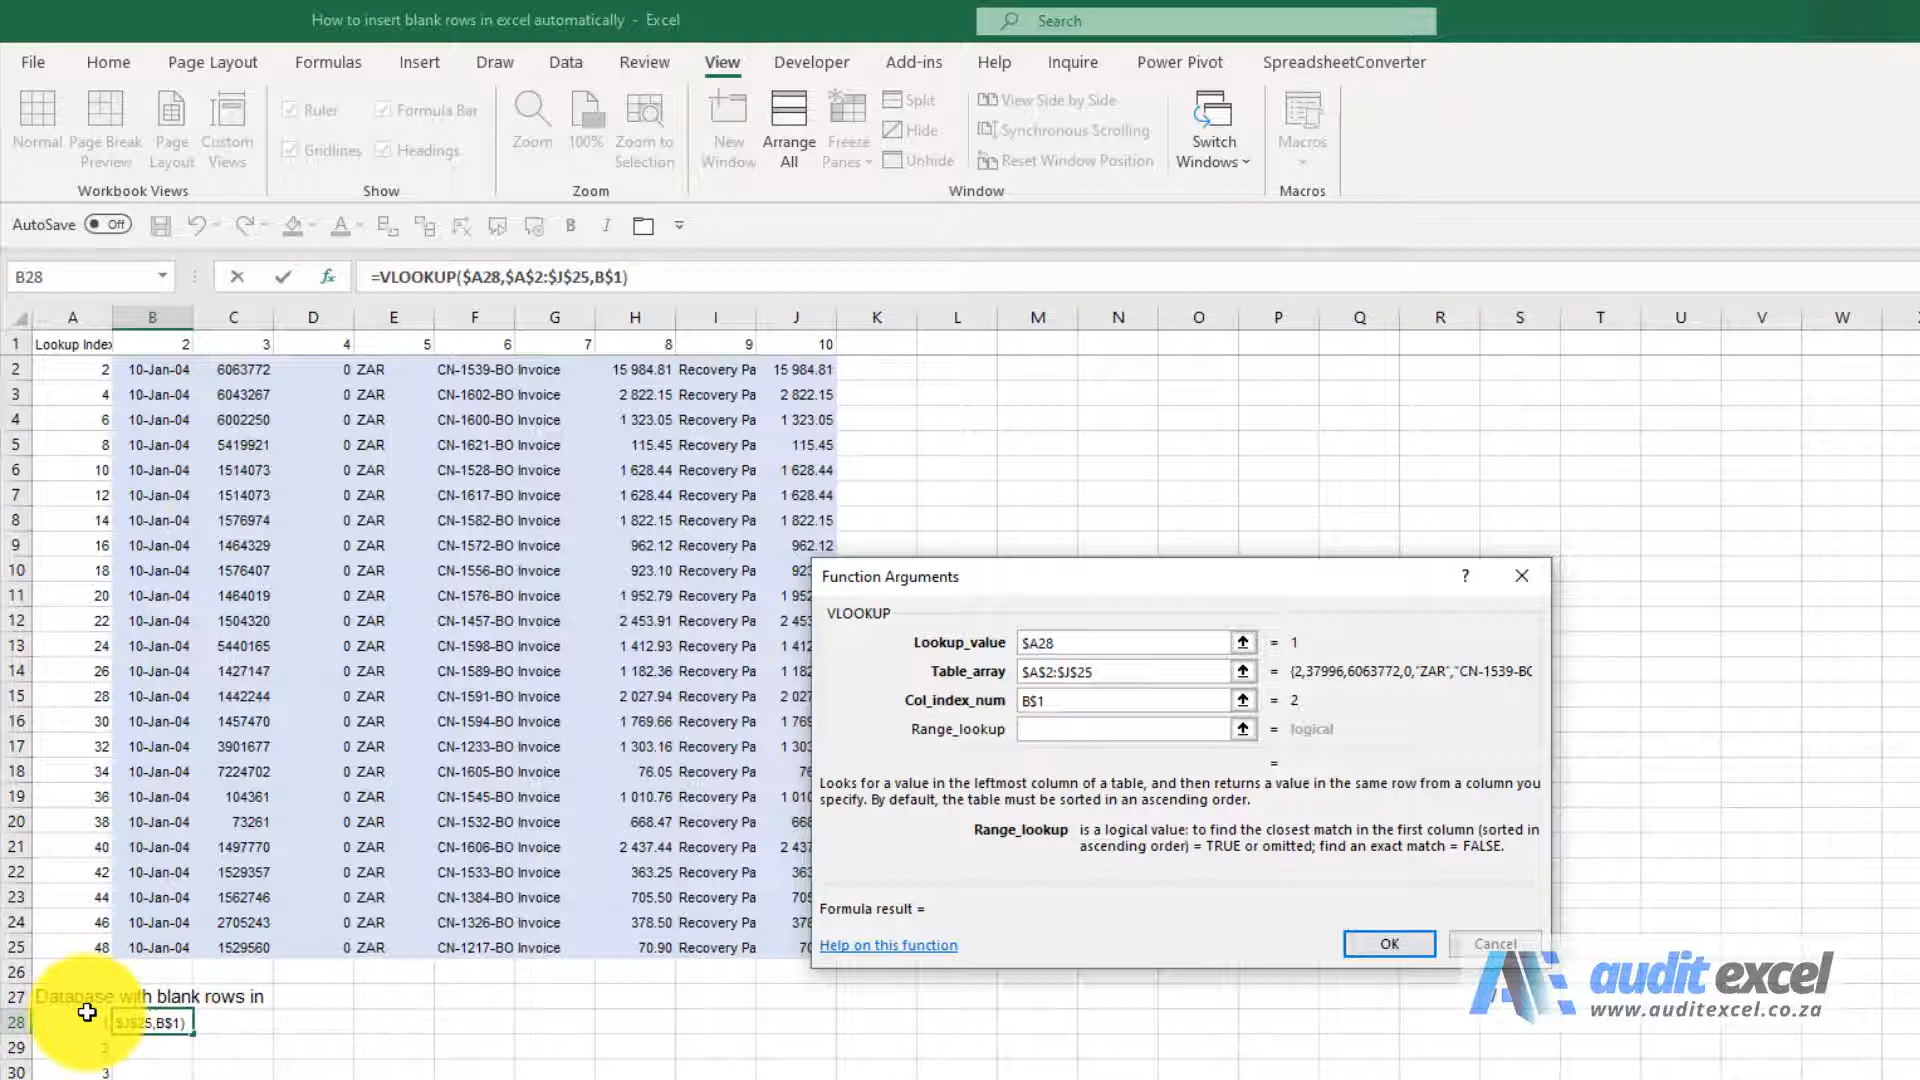 How to insert blank rows in excel automatically - Excel
Search
File Home Page Layout Formulas Insert Draw Data Review View Developer Add-ins Help Inquire Power Pivot SpreadsheetConverter
Normal Page Break Preview Page Layout Custom Views
Workbook Views
Ruler Formula Bar
Gridlines Headings
Show
Zoom 100% Zoom to Selection
Zoom
New Window Arrange All Freeze Panes
Split
Hide
Unhide
View Side by Side
Synchronous Scrolling
Reset Window Position
Window
Switch Windows
Macros
Macros
AutoSave Off
B I
B28 fx =VLOOKUP($A28,$A$2:$J$25,B$1)
A B C D E F G H I J K L M N O P Q R S T U V W
1 Lookup Index 2 3 4 5 6 7 8 9 10
2 2 10-Jan-04 6063772 0 ZAR CN-1539-BO Invoice 15 984.81 Recovery Pa 15 984.81
3 4 10-Jan-04 6043267 0 ZAR CN-1602-BO Invoice 2 822.15 Recovery Pa 2 822.15
4 6 10-Jan-04 6002250 0 ZAR CN-1600-BO Invoice 1 323.05 Recovery Pa 1 323.05
5 8 10-Jan-04 5419921 0 ZAR CN-1621-BO Invoice 115.45 Recovery Pa 115.45
6 10 10-Jan-04 1514073 0 ZAR CN-1528-BO Invoice 1 628.44 Recovery Pa 1 628.44
7 12 10-Jan-04 1514073 0 ZAR CN-1617-BO Invoice 1 628.44 Recovery Pa 1 628.44
8 14 10-Jan-04 1576974 0 ZAR CN-1582-BO Invoice 1 822.15 Recovery Pa 1 822.15
9 16 10-Jan-04 1464329 0 ZAR CN-1572-BO Invoice 962.12 Recovery Pa 962.12
10 18 10-Jan-04 1576407 0 ZAR CN-1556-BO Invoice 923.10 Recovery Pa 923
11 20 10-Jan-04 1464019 0 ZAR CN-1576-BO Invoice 1 952.79 Recovery Pa 1 952
12 22 10-Jan-04 1504320 0 ZAR CN-1457-BO Invoice 2 453.91 Recovery Pa 2 453
13 24 10-Jan-04 5440165 0 ZAR CN-1598-BO Invoice 1 412.93 Recovery Pa 1 412
14 26 10-Jan-04 1427147 0 ZAR CN-1589-BO Invoice 1 182.36 Recovery Pa 1 182
15 28 10-Jan-04 1442244 0 ZAR CN-1591-BO Invoice 2 027.94 Recovery Pa 2 027
16 30 10-Jan-04 1457470 0 ZAR CN-1594-BO Invoice 1 769.66 Recovery Pa 1 769
17 32 10-Jan-04 3901677 0 ZAR CN-1233-BO Invoice 1 303.16 Recovery Pa 1 303
18 34 10-Jan-04 7224702 0 ZAR CN-1605-BO Invoice 76.05 Recovery Pa 76
19 36 10-Jan-04 104361 0 ZAR CN-1545-BO Invoice 1 010.76 Recovery Pa 1 010
20 38 10-Jan-04 73261 0 ZAR CN-1532-BO Invoice 668.47 Recovery Pa 668
21 40 10-Jan-04 1497770 0 ZAR CN-1606-BO Invoice 2 437.44 Recovery Pa 2 437
22 42 10-Jan-04 1529357 0 ZAR CN-1533-BO Invoice 363.25 Recovery Pa 363
23 44 10-Jan-04 1562746 0 ZAR CN-1384-BO Invoice 705.50 Recovery Pa 705
24 46 10-Jan-04 2705243 0 ZAR CN-1326-BO Invoice 378.50 Recovery Pa 378
25 48 10-Jan-04 1529560 0 ZAR CN-1217-BO Invoice 70.90 Recovery Pa 70
26
27 Database with blank rows in
28 1 $J$25,B$1)
29 2
30 3
Function Arguments ?
VLOOKUP
Lookup_value $A28 = 1
Table_array $A$2:$J$25 = {2,37996,6063772,0,"ZAR","CN-1539-BO
Col_index_num B$1 = 2
Range_lookup = logical
=
Looks for a value in the leftmost column of a table, and then returns a value in the same row from a column you
specify. By default, the table must be sorted in an ascending order.
Range_lookup is a logical value: to find the closest match in the first column (sorted in
ascending order) = TRUE or omitted; find an exact match = FALSE.
Formula result =
Help on this function
OK Cancel
audit excel
www.auditexcel.co.za